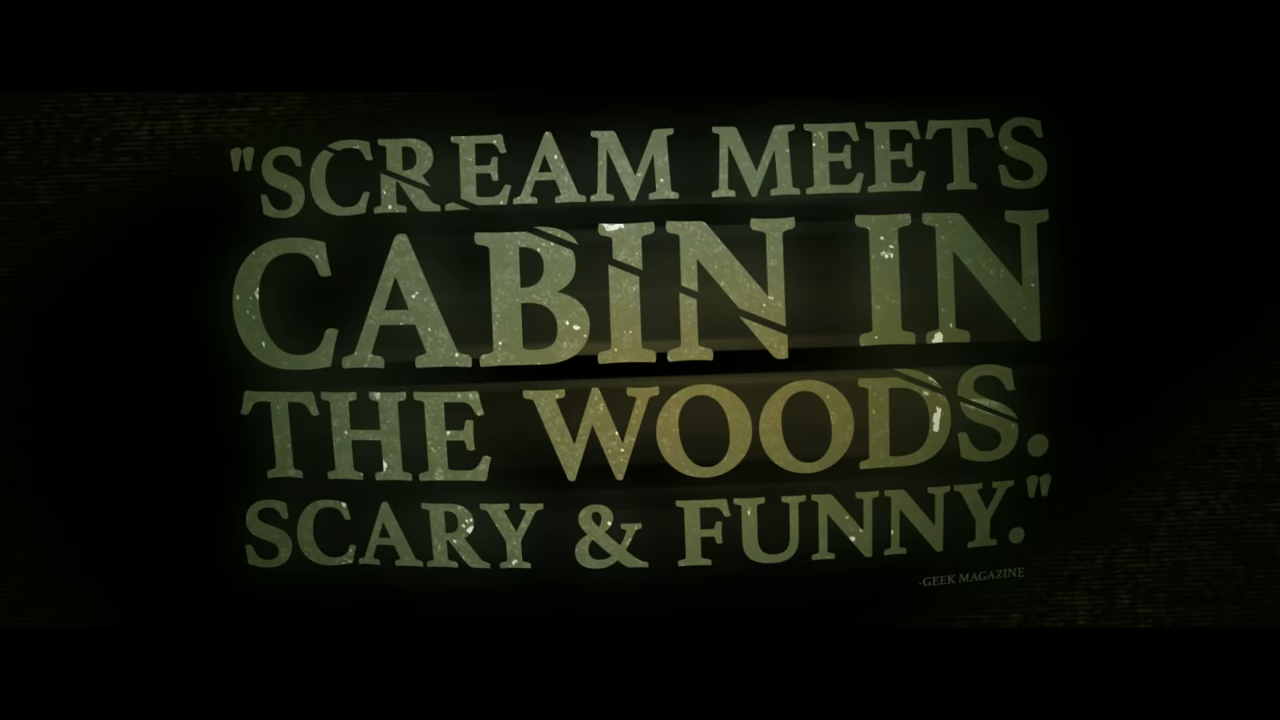 "SCREAM MEETS
CABIN IN
THE WOODS.
SCARY & FUNNY."
-GEEK MAGAZINE